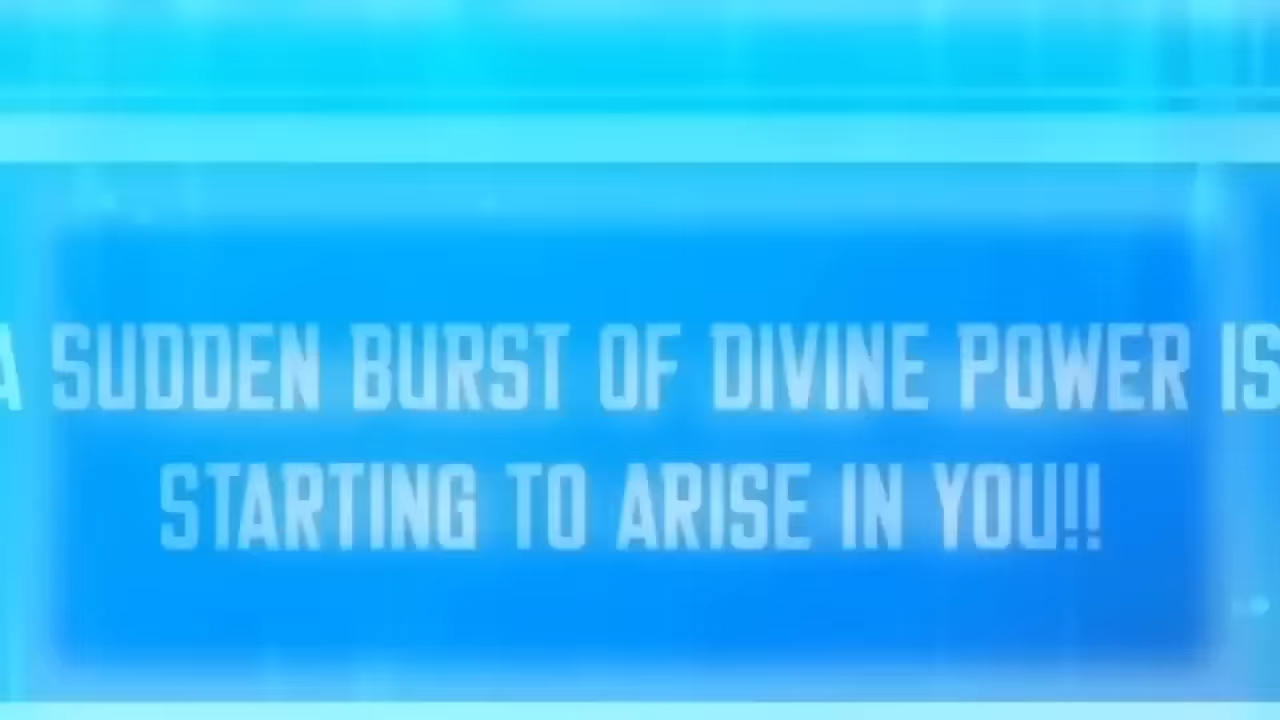 A SUDDEN BURST OF DIVINE POWER IS
STARTING TO ARISE IN YOU!!